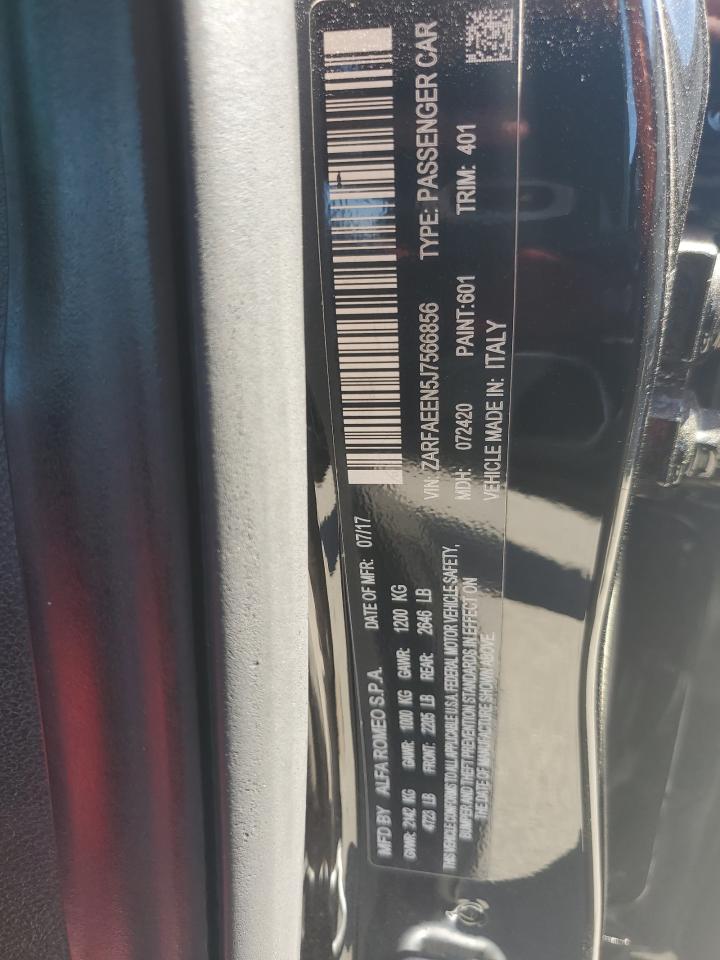 MFD BY ALFA ROMEO S.P.A. DATE OF MFR: 07/17
GVWR: 2142 KG GAWR: 1000 KG GAWR: 1200 KG
4723 LB FRONT: 2205 LB REAR: 2646 LB
THIS VEHICLE CONFORMS TO ALL APPLICABLE U.S.A. FEDERAL MOTOR VEHICLE SAFETY,
BUMPER AND THEFT PREVENTION STANDARDS IN EFFECT ON
THE DATE OF MANUFACTURE SHOWN ABOVE.
VIN: ZARFAEEN5J7566856 TYPE: PASSENGER CAR
MDH: 072420 PAINT:601 TRIM: 401
VEHICLE MADE IN: ITALY